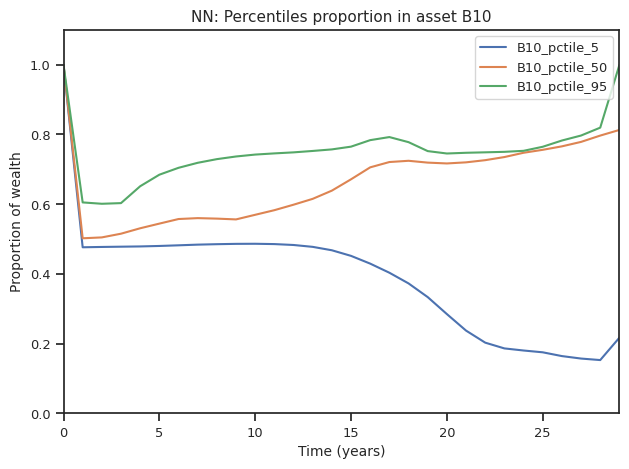 NN: Percentiles proportion in asset B10
B10_pctile_5
B10_pctile_50
B10_pctile_95
Proportion of wealth
1.0
0.8
0.6
0.4
0.2
0.0
0 5 10 15 20 25
Time (years)